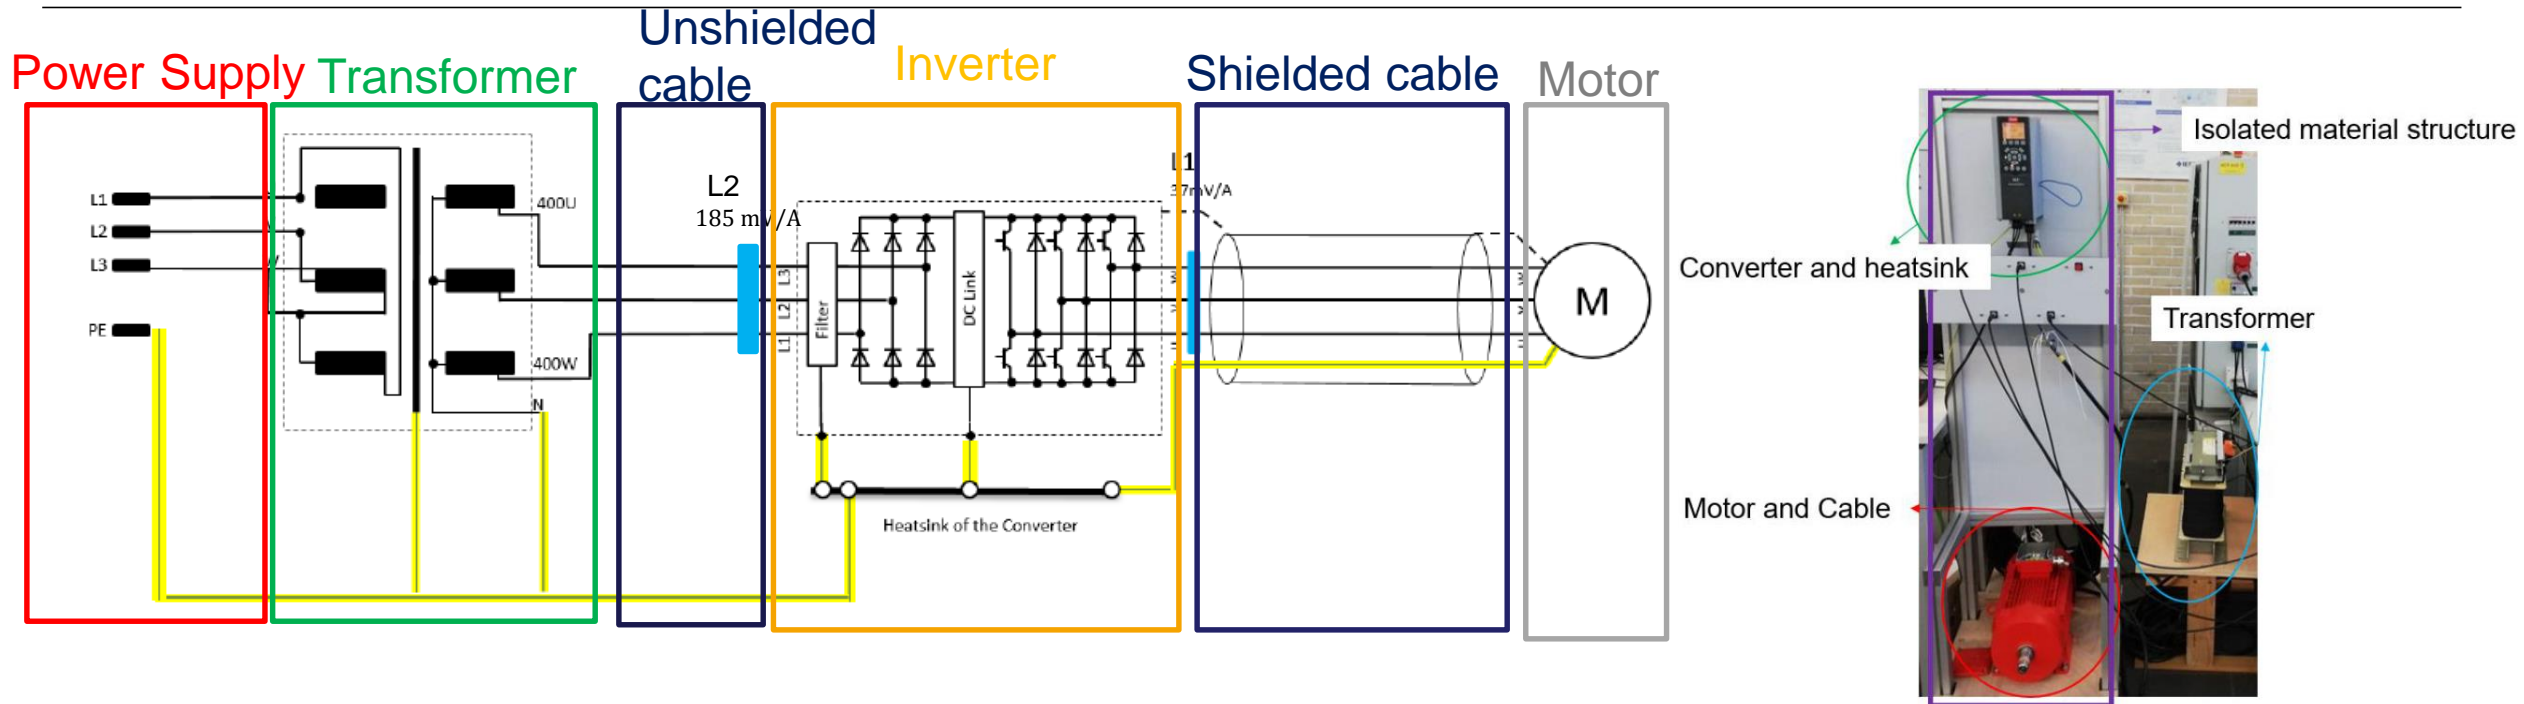 Power Supply
Transformer
Unshielded
cable
Inverter
Shielded cable
Motor
L1
L2
L3
PE
400U
400W
N
L2
185 mV/A
L3
L2
L1
Filter
DC Link
Heatsink of the Converter
L1
37mV/A
M
Isolated material structure
Converter and heatsink
Transformer
Motor and Cable